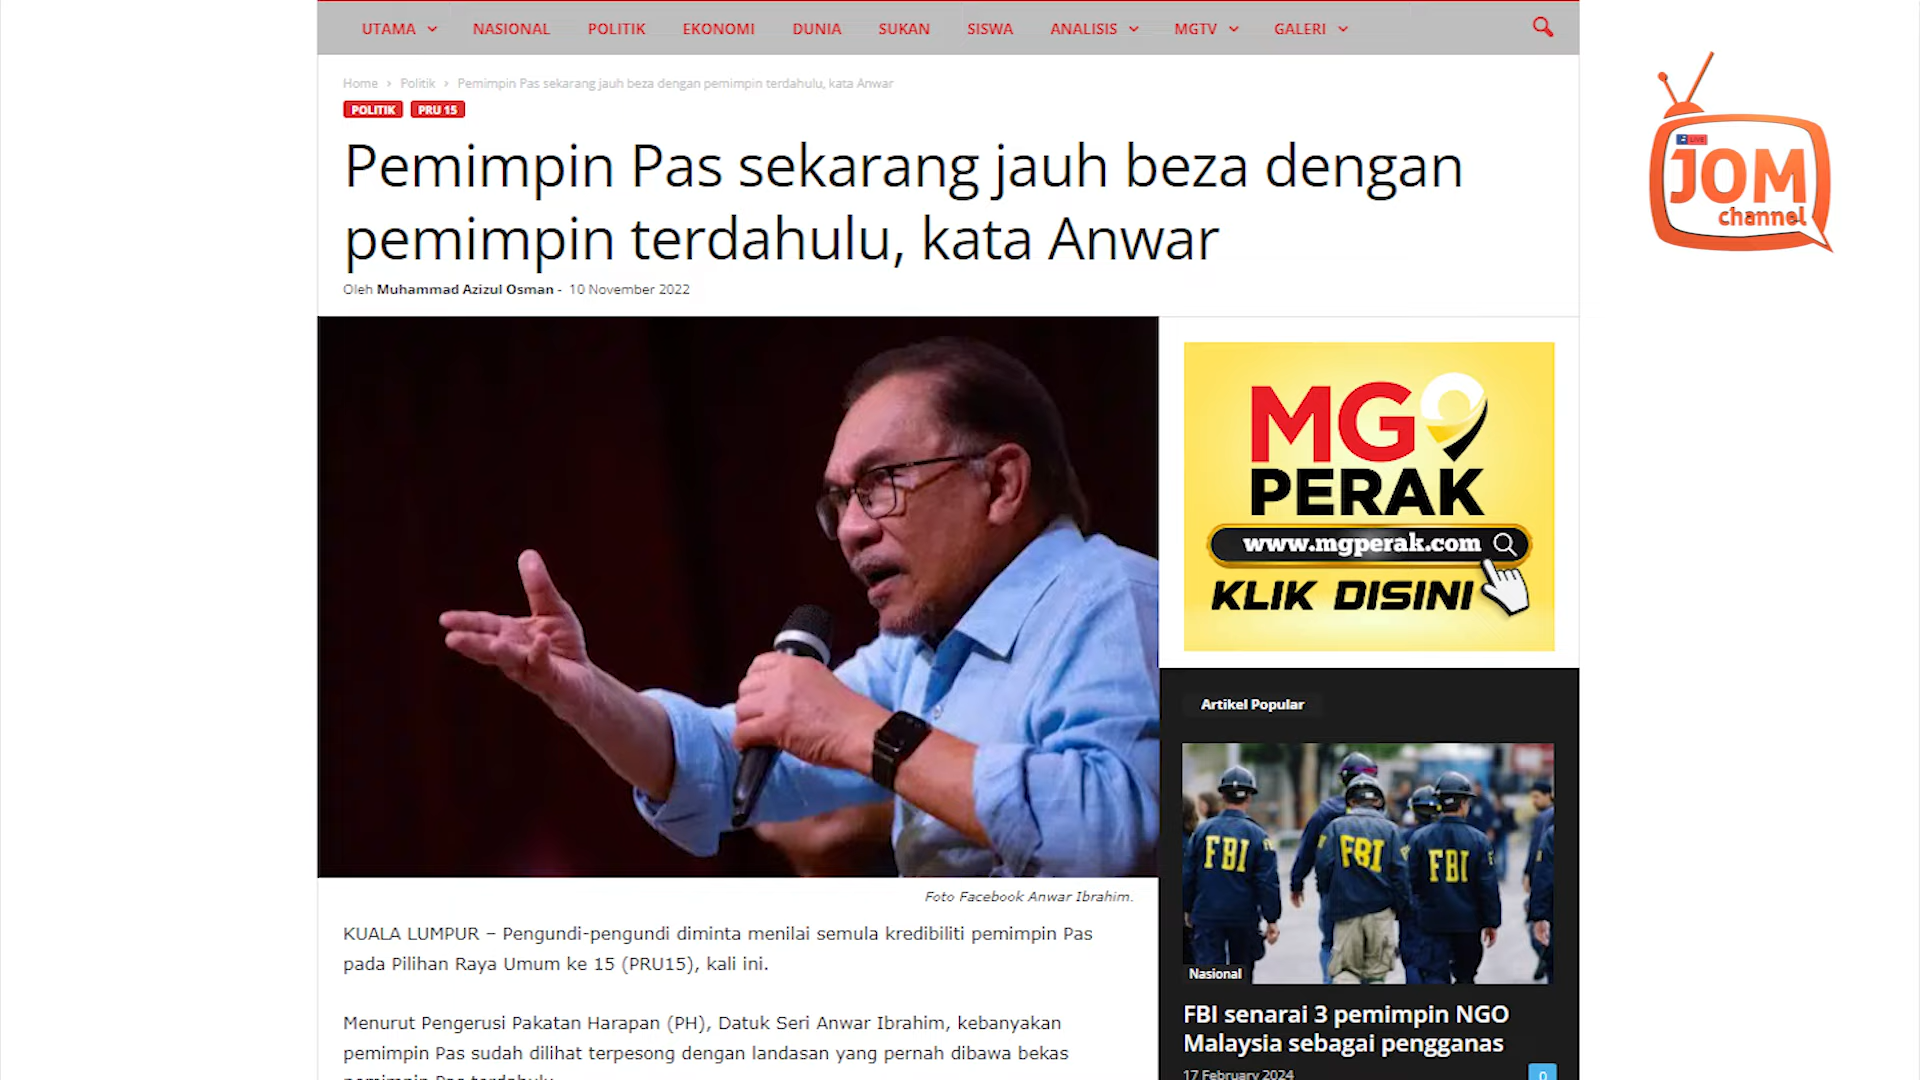 UTAMA
NASIONAL
POLITIK
EKONOMI
DUNIA
SUKAN
SISWA
ANALISIS
MGTV
GALERI
Home › Politik › Pemimpin Pas sekarang jauh beza dengan pemimpin terdahulu, kata Anwar
POLITIK
PRU 15
Pemimpin Pas sekarang jauh beza dengan
pemimpin terdahulu, kata Anwar
Oleh Muhammad Azizul Osman - 10 November 2022
LIVE
JOM
channel
MG
PERAK
www.mgperak.com
KLIK DISINI
Artikel Popular
FBI
FBI
FBI
Nasional
FBI senarai 3 pemimpin NGO
Malaysia sebagai pengganas
17 February 2024
0
Foto Facebook Anwar Ibrahim.
KUALA LUMPUR – Pengundi-pengundi diminta menilai semula kredibiliti pemimpin Pas
pada Pilihan Raya Umum ke 15 (PRU15), kali ini.
Menurut Pengerusi Pakatan Harapan (PH), Datuk Seri Anwar Ibrahim, kebanyakan
pemimpin Pas sudah dilihat terpesong dengan landasan yang pernah dibawa bekas
pemimpin Pas terdahulu.